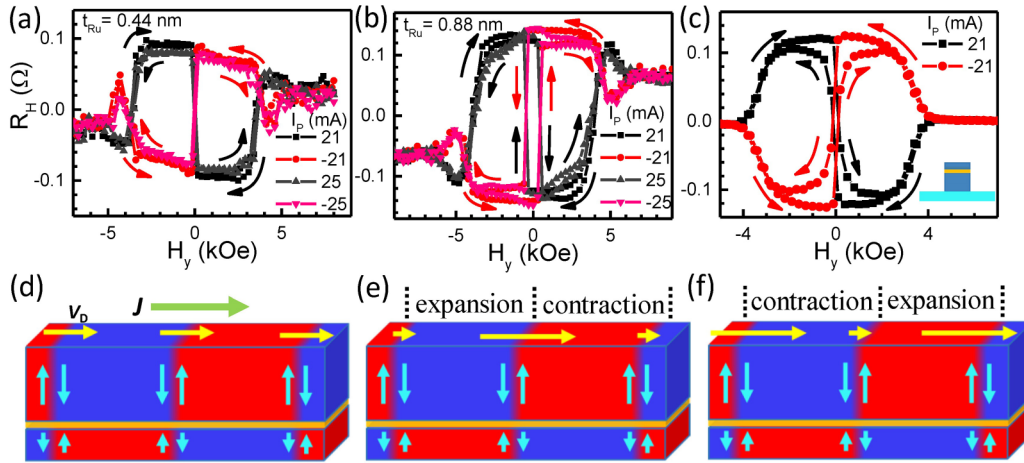 (a)
t_Ru = 0.44 nm
0.1
0.0
-0.1
R_H (Ω)
I_P (mA)
21
-21
25
-25
-5 0 5
H_y (kOe)
(b)
t_Ru = 0.88 nm
0.1
0.0
-0.1
I_P (mA)
21
-21
25
-25
-5 0 5
H_y (kOe)
(c)
0.1
0.0
-0.1
I_P (mA)
21
-21
-4 0 4
H_y (kOe)
(d)
V_D
J
(e)
expansion
contraction
(f)
contraction
expansion